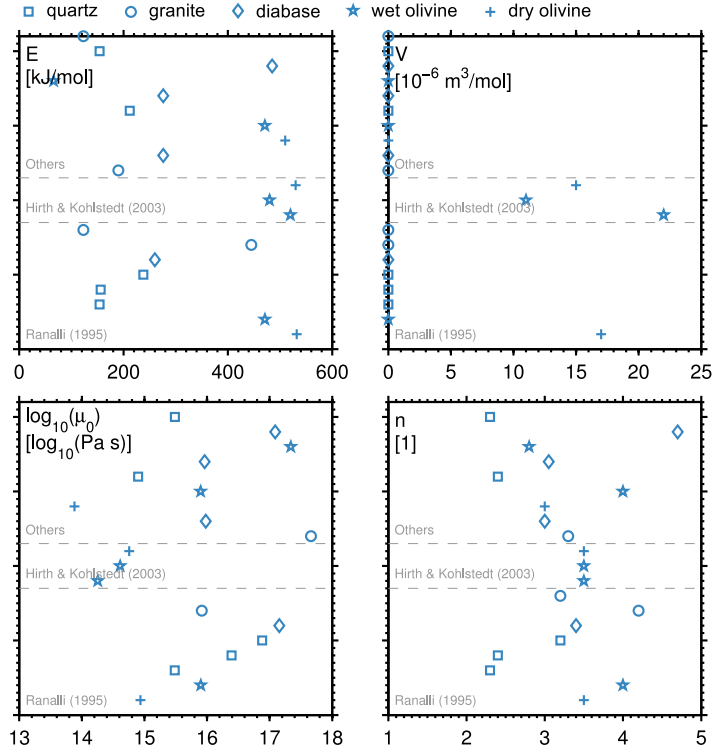 quartz granite diabase wet olivine dry olivine
E
[kJ/mol]
Others
Hirth & Kohlstedt (2003)
Ranalli (1995)
0 200 400 600
V
[10⁻⁶ m³/mol]
Others
Hirth & Kohlstedt (2003)
Ranalli (1995)
0 5 10 15 20 25
log₁₀(μ₀)
[log₁₀(Pa s)]
Others
Hirth & Kohlstedt (2003)
Ranalli (1995)
13 14 15 16 17 18
n
[1]
Others
Hirth & Kohlstedt (2003)
Ranalli (1995)
1 2 3 4 5